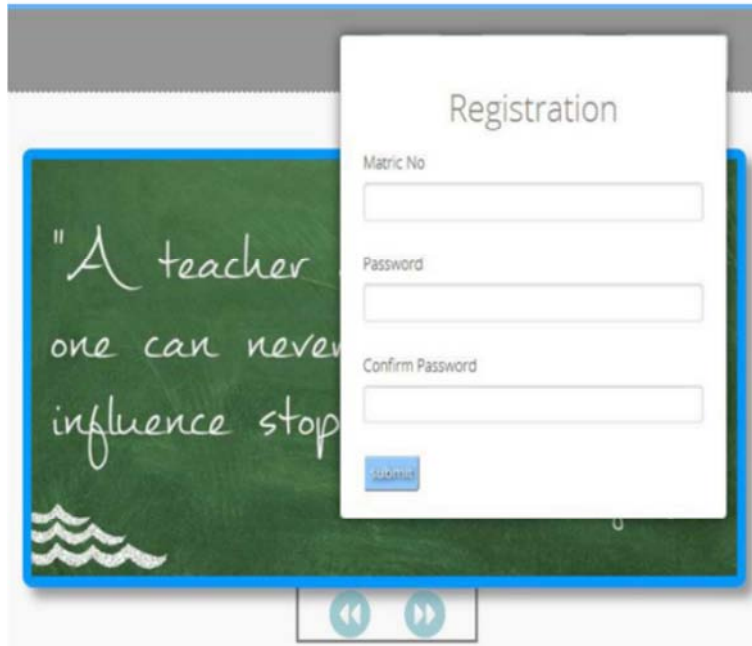 Registration
Matric No
Password
Confirm Password
submit
"A teacher
one can never
influence stop